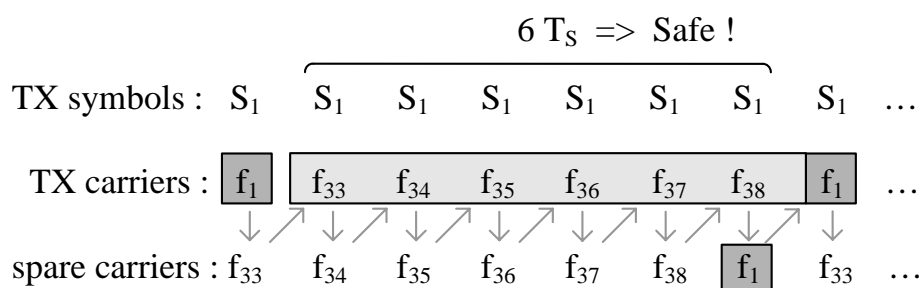 6 T_S => Safe !
TX symbols : S_1 S_1 S_1 S_1 S_1 S_1 S_1 S_1 …
TX carriers : f_1 f_33 f_34 f_35 f_36 f_37 f_38 f_1 …
spare carriers : f_33 f_34 f_35 f_36 f_37 f_38 f_1 f_33 …